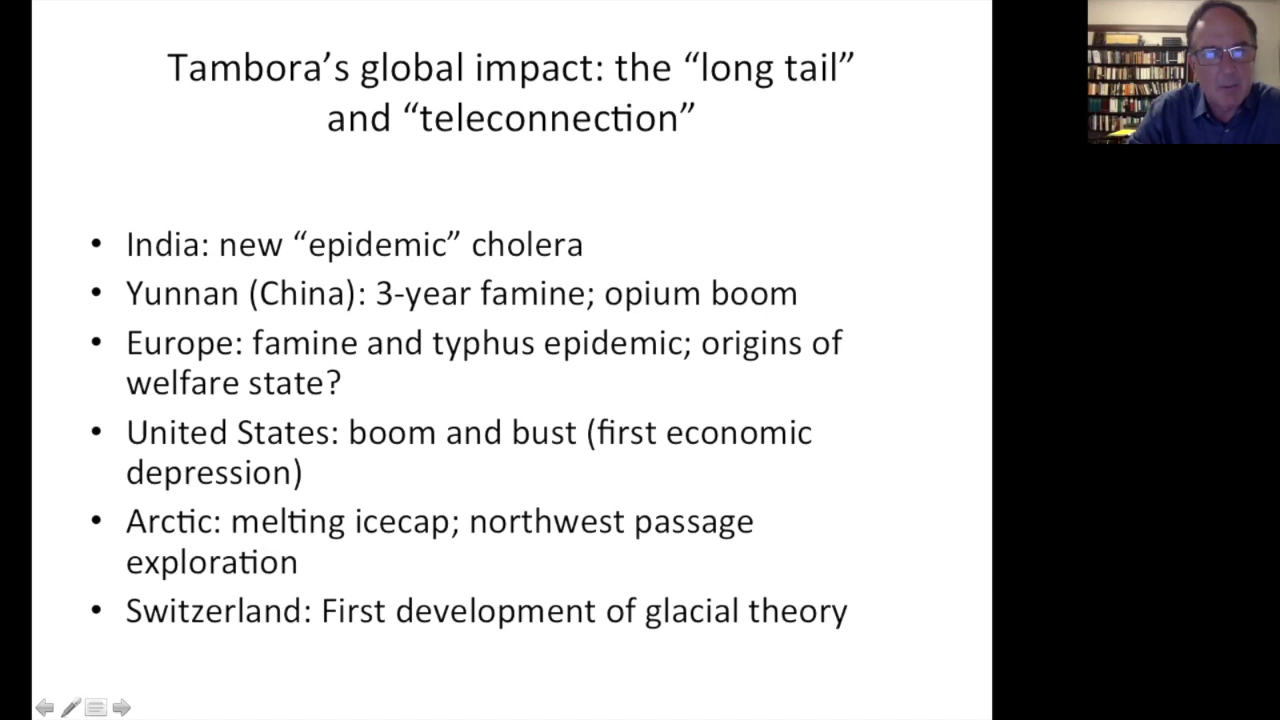 Tambora’s global impact: the “long tail”
and “teleconnection”
• India: new “epidemic” cholera
• Yunnan (China): 3-year famine; opium boom
• Europe: famine and typhus epidemic; origins of
welfare state?
• United States: boom and bust (first economic
depression)
• Arctic: melting icecap; northwest passage
exploration
• Switzerland: First development of glacial theory